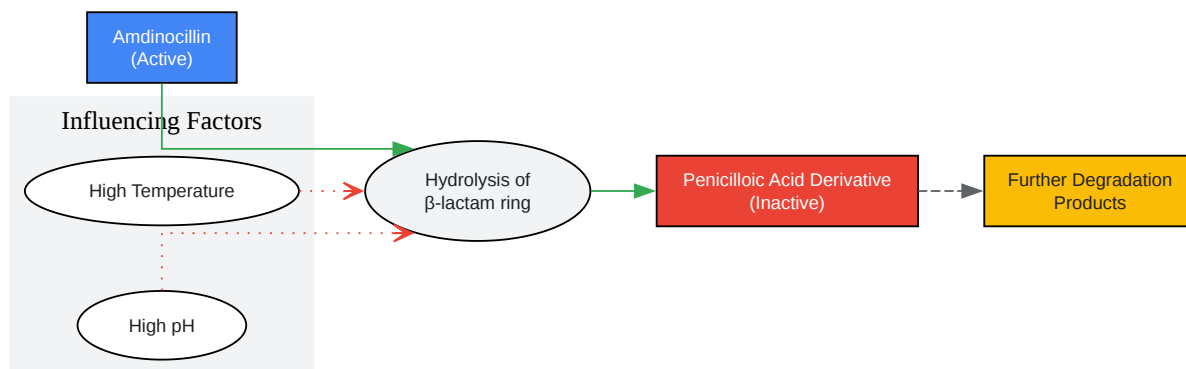 Amdinocillin
(Active)
Influencing Factors
High Temperature
High pH
Hydrolysis of
β-lactam ring
Penicilloic Acid Derivative
(Inactive)
Further Degradation
Products